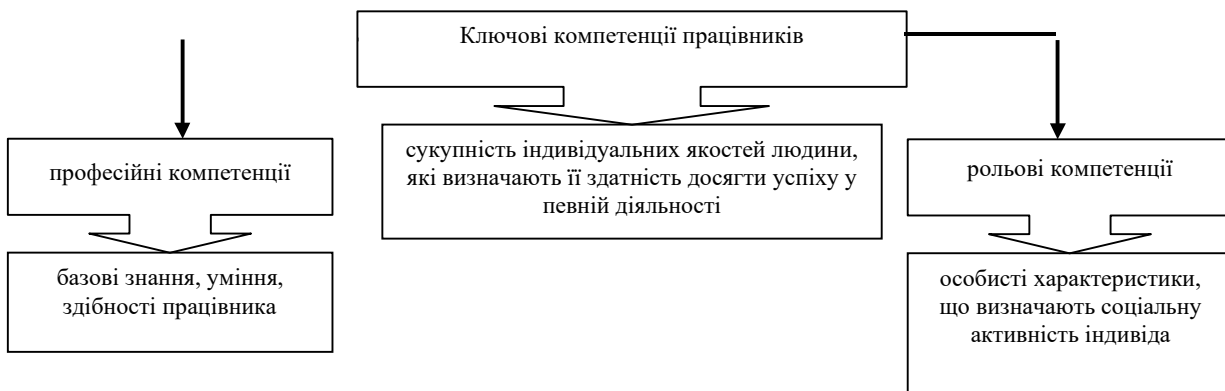 Ключові компетенції працівників
професійні компетенції
сукупність індивідуальних якостей людини,
які визначають її здатність досягти успіху у
певній діяльності
рольові компетенції
базові знання, уміння,
здібності працівника
особисті характеристики,
що визначають соціальну
активність індивіда